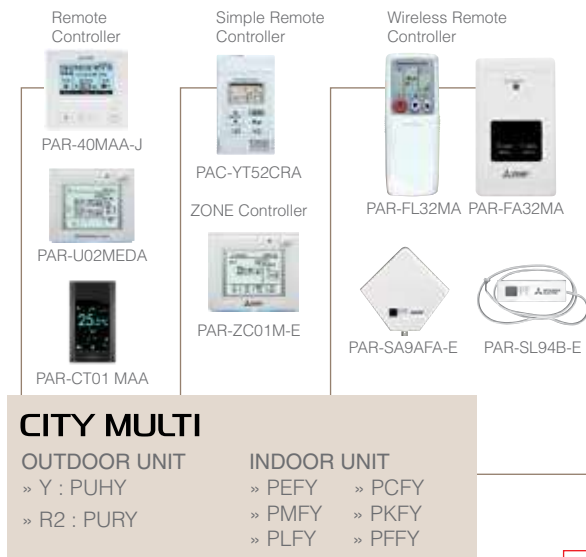 Remote
Controller
Simple Remote
Controller
Wireless Remote
Controller
PAR-40MAA-J
PAC-YT52CRA
PAR-FL32MA PAR-FA32MA
PAR-U02MEDA
ZONE Controller
25.5
PAR-CT01 MAA
PAR-ZC01M-E
PAR-SA9AFA-E
PAR-SL94B-E
CITY MULTI
OUTDOOR UNIT
» Y : PUHY
» R2 : PURY
INDOOR UNIT
» PEFY » PCFY
» PMFY » PKFY
» PLFY » PFFY